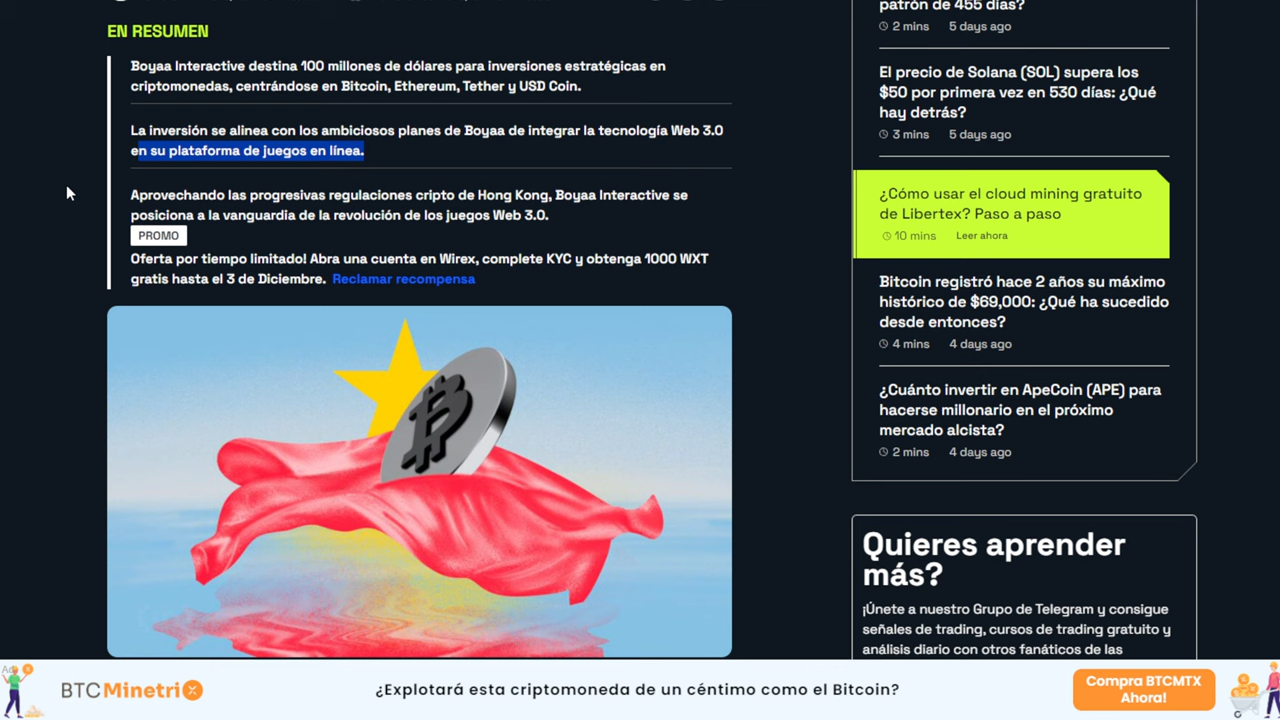 EN RESUMEN
Boyaa Interactive destina 100 millones de dólares para inversiones estratégicas en
criptomonedas, centrándose en Bitcoin, Ethereum, Tether y USD Coin.
La inversión se alinea con los ambiciosos planes de Boyaa de integrar la tecnología Web 3.0
en su plataforma de juegos en línea.
Aprovechando las progresivas regulaciones cripto de Hong Kong, Boyaa Interactive se
posiciona a la vanguardia de la revolución de los juegos Web 3.0.
PROMO
Oferta por tiempo limitado! Abra una cuenta en Wirex, complete KYC y obtenga 1000 WXT
gratis hasta el 3 de Diciembre. Reclamar recompensa
patrón de 455 días?
2 mins 5 days ago
El precio de Solana (SOL) supera los
$50 por primera vez en 530 días: ¿Qué
hay detrás?
3 mins 5 days ago
¿Cómo usar el cloud mining gratuito
de Libertex? Paso a paso
10 mins Leer ahora
Bitcoin registró hace 2 años su máximo
histórico de $69,000: ¿Qué ha sucedido
desde entonces?
4 mins 4 days ago
¿Cuánto invertir en ApeCoin (APE) para
hacerse millonario en el próximo
mercado alcista?
2 mins 4 days ago
Quieres aprender
más?
¡Únete a nuestro Grupo de Telegram y consigue
señales de trading, cursos de trading gratuito y
análisis diario con otros fanáticos de las
BTCMinetrix
¿Explotará esta criptomoneda de un céntimo como el Bitcoin?
Compra BTCMTX
Ahora!